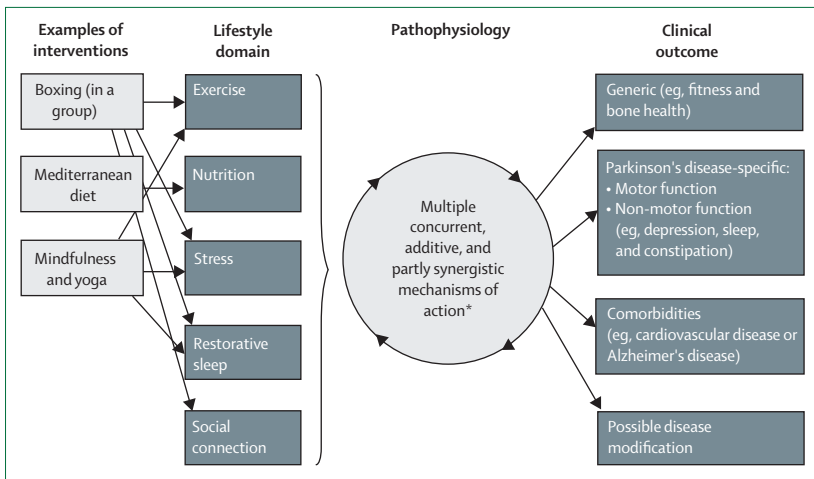 Examples of
interventions
Lifestyle
domain
Pathophysiology
Clinical
outcome
Boxing (in a
group)
Mediterranean
diet
Mindfulness
and yoga
Exercise
Nutrition
Stress
Restorative
sleep
Social
connection
Multiple
concurrent,
additive, and
partly synergistic
mechanisms of
action*
Generic (eg, fitness and
bone health)
Parkinson's disease-specific:
• Motor function
• Non-motor function
(eg, depression, sleep,
and constipation)
Comorbidities
(eg, cardiovascular disease or
Alzheimer's disease)
Possible disease
modification